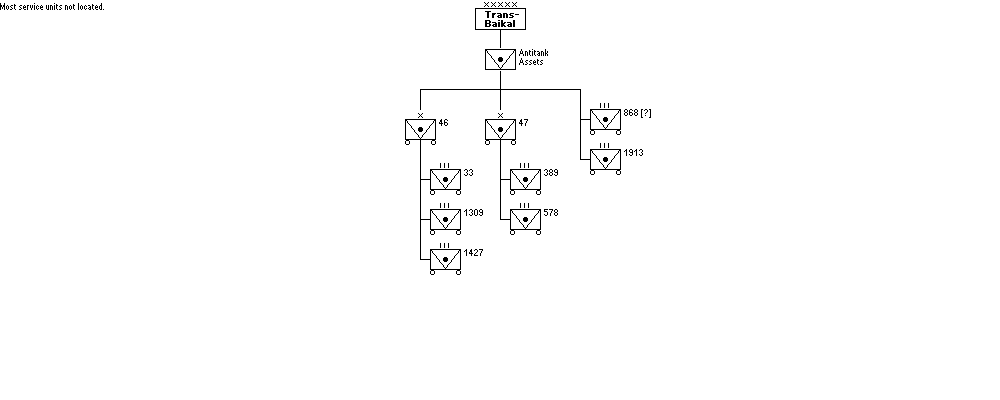 Most service units not located.
XXXXX
Trans-
Baikal
Antitank
Assets
X
46
X
47
III
868 [?]
III
1913
III
33
III
389
III
1309
III
578
III
1427